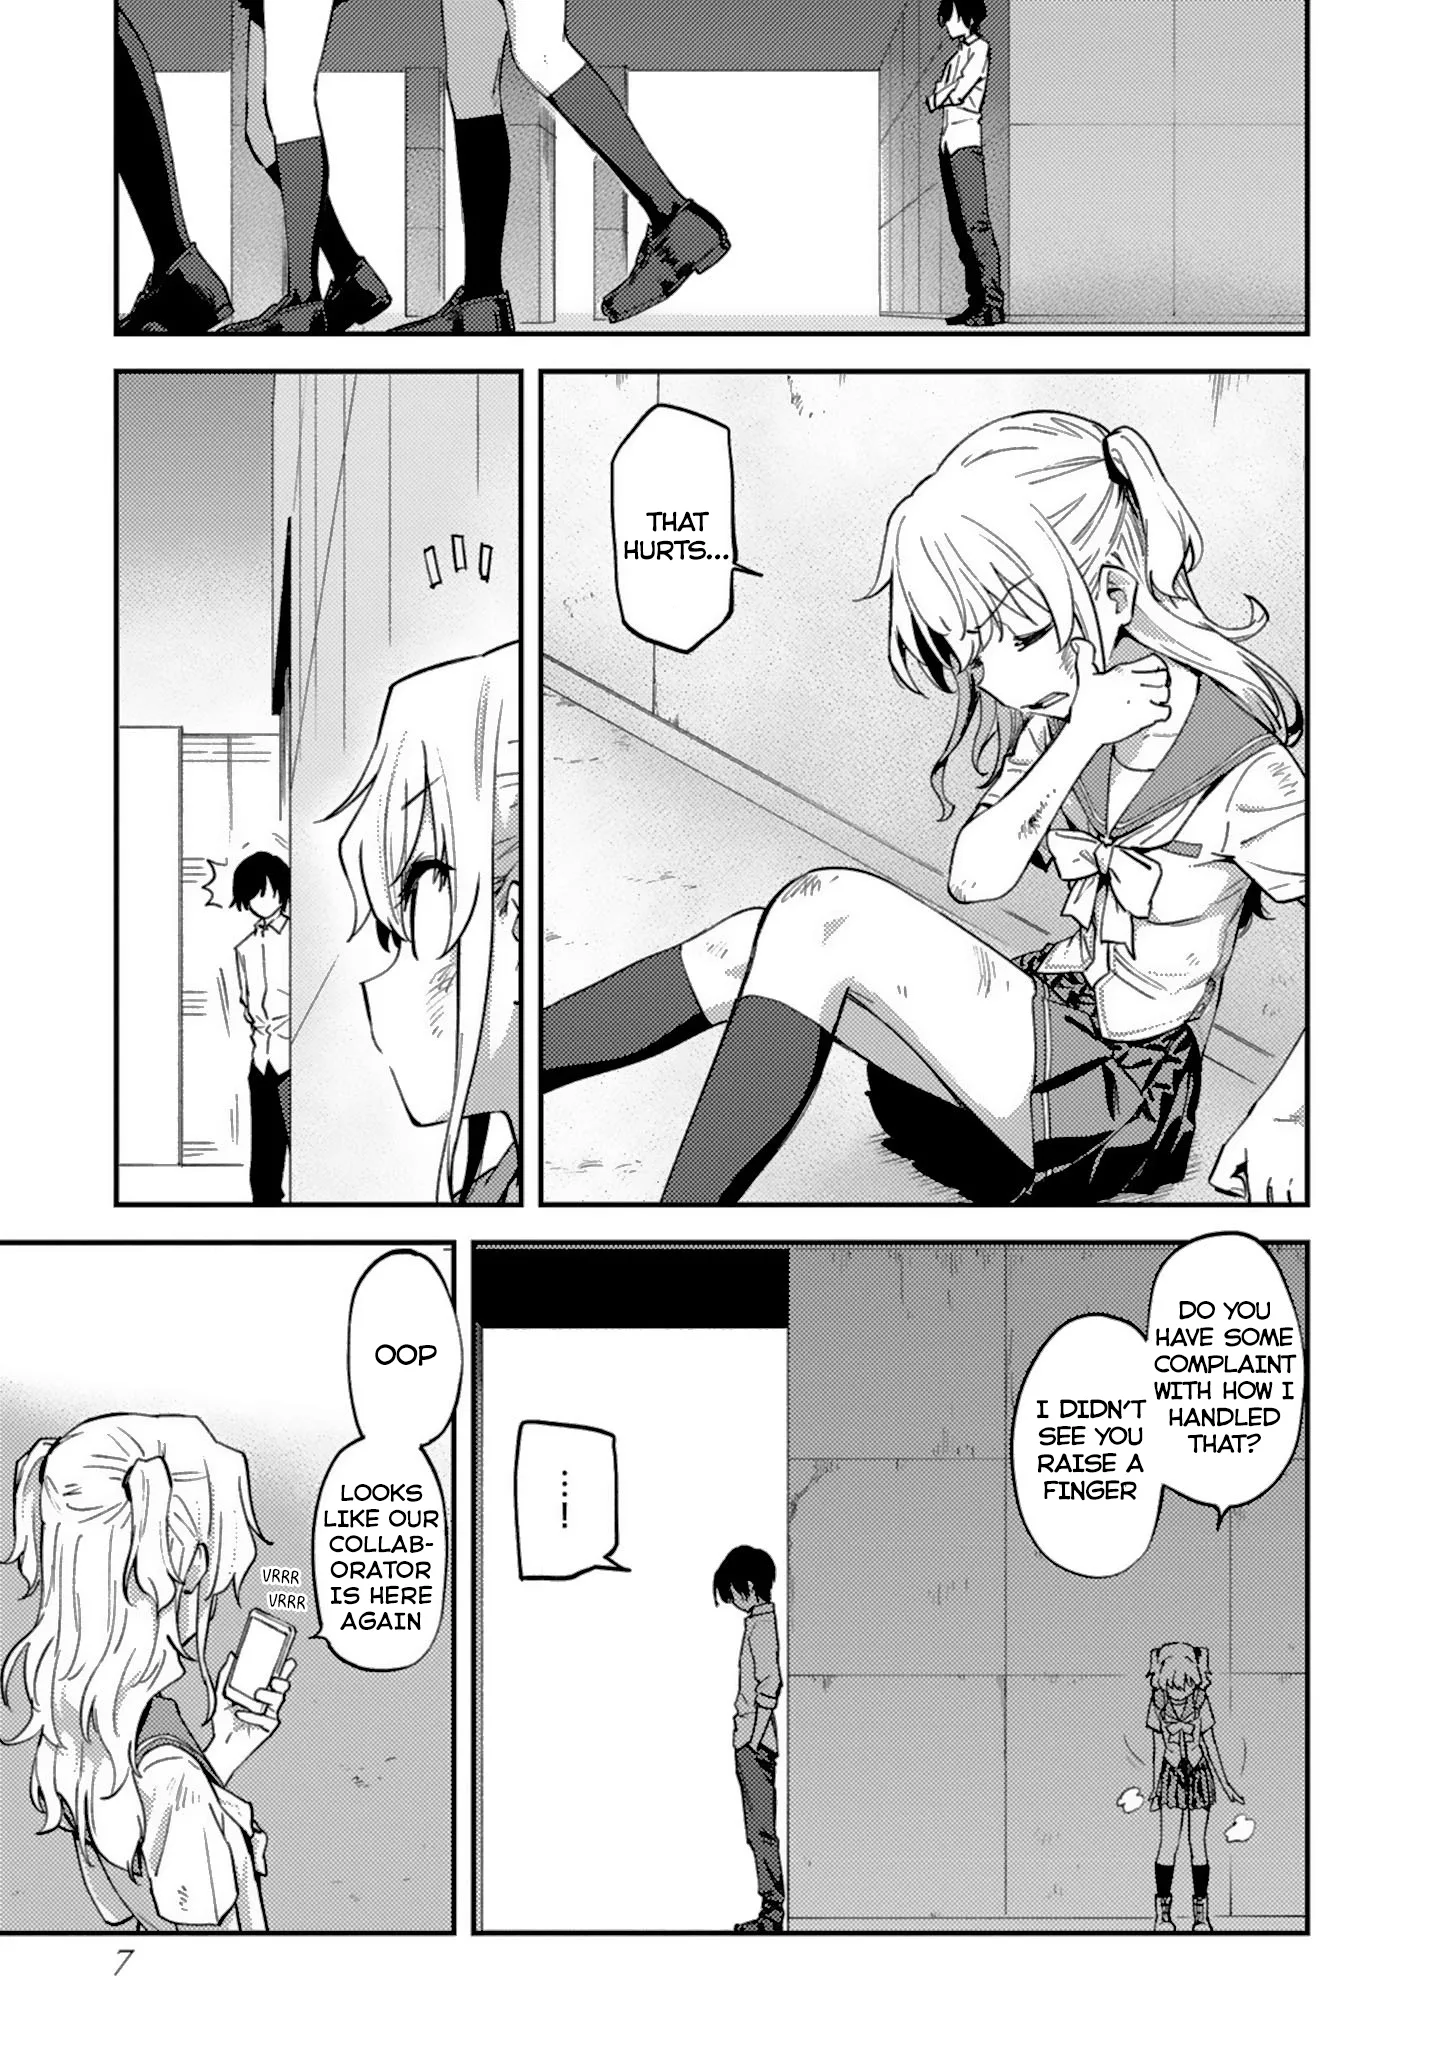 THAT
HURTS...
DO YOU
HAVE SOME
COMPLAINT
WITH HOW I
HANDLED
THAT?
I DIDN'T
SEE YOU
RAISE A
FINGER
...!
OOP
LOOKS
LIKE OUR
COLLAB-
ORATOR
IS HERE
AGAIN
VRRR
VRRR
7